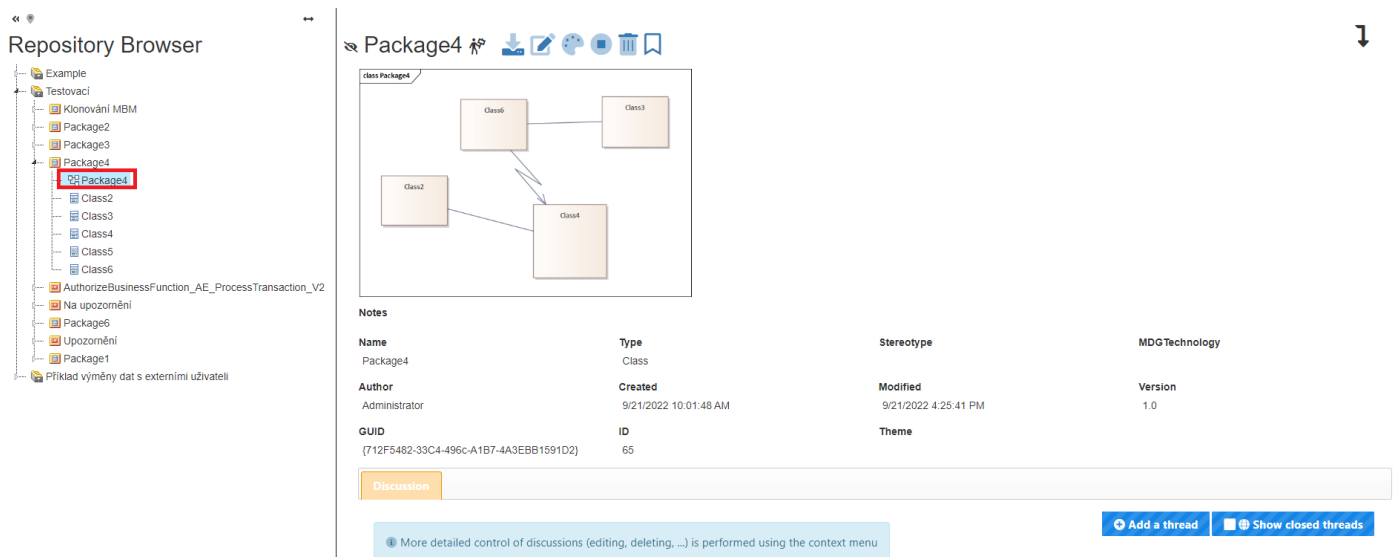 Repository Browser
Example
Testovací
Klonování MBM
Package2
Package3
Package4
Package4
Class2
Class3
Class4
Class5
Class6
AuthorizeBusinessFunction_AE_ProcessTransaction_V2
Na upozornění
Package6
Upozornění
Package1
Příklad výměny dat s externími uživateli
Package4
class Package4
Class6
Class3
Class2
Class4
Notes
Name Type Stereotype MDGTechnology
Package4 Class
Author Created Modified Version
Administrator 9/21/2022 10:01:48 AM 9/21/2022 4:25:41 PM 1.0
GUID ID Theme
{712F5482-33C4-496c-A1B7-4A3EBB1591D2} 65
Discussion
Add a thread Show closed threads
More detailed control of discussions (editing, deleting, ...) is performed using the context menu